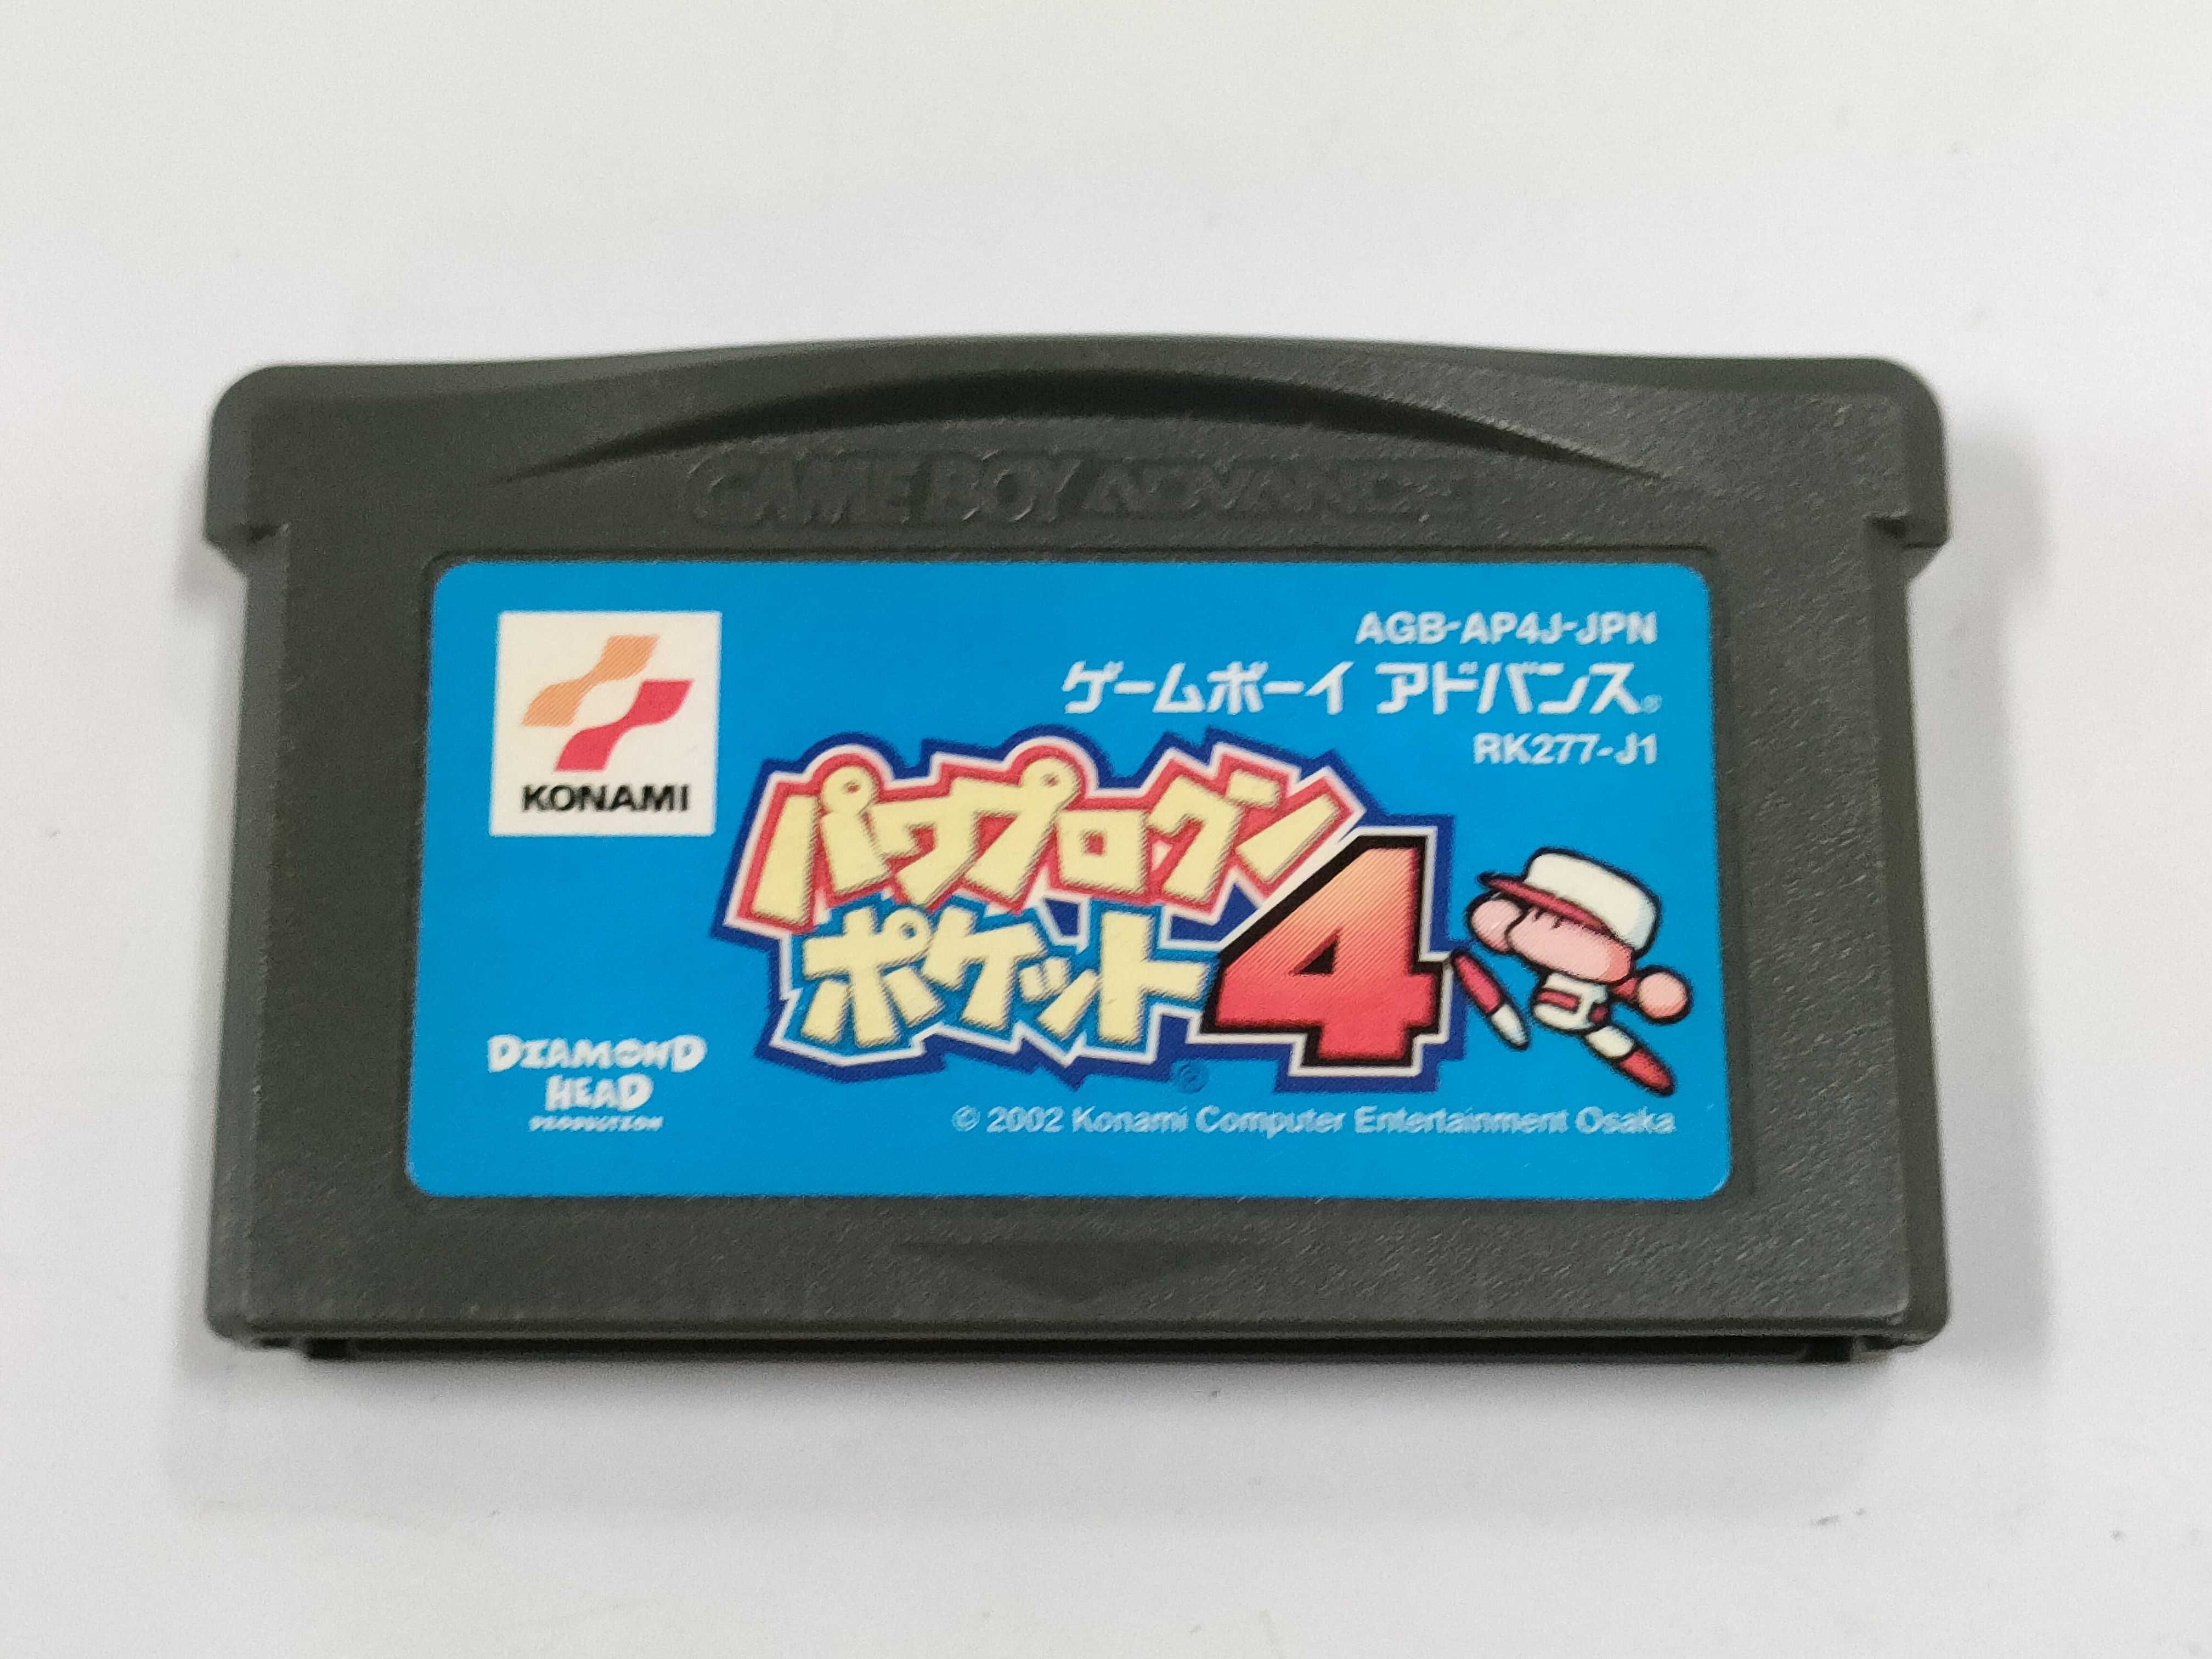 GAME BOY ADVANCE
KONAMI
AGB-AP4J-JPN
ゲームボーイ アドバンス®
RK277-J1
パワプロクン
ポケット4
®
DIAMOND
HEAD
PRODUCTION
© 2002 Konami Computer Entertainment Osaka